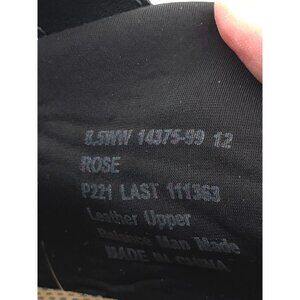 8.5WW 14375-99 12
ROSE
P221 LAST 111363
Leather Upper
Balance Man Made
MADE IN CHINA